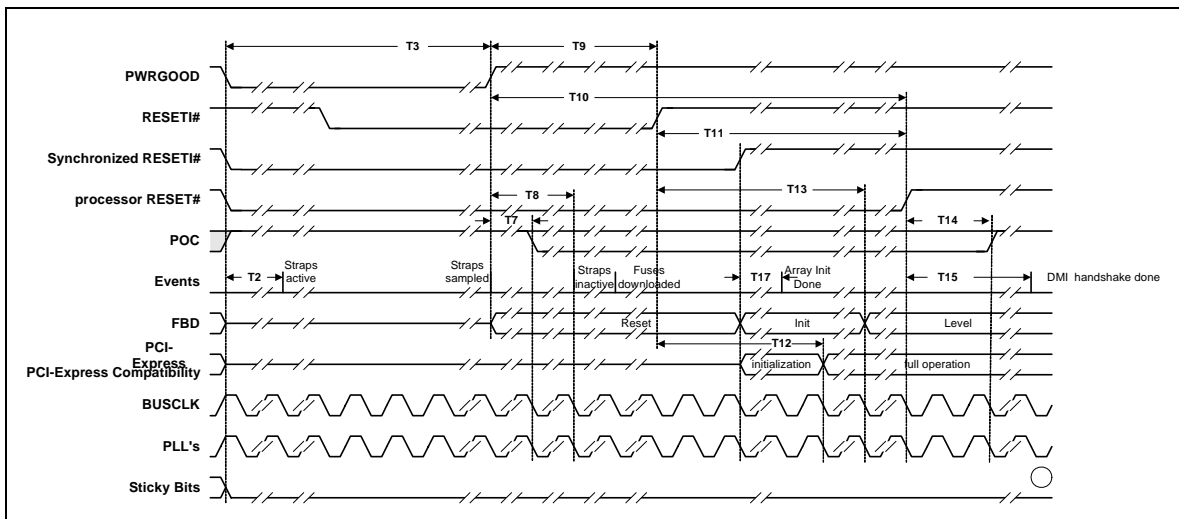 T3
T9
PWRGOOD
T10
RESETI#
T11
Synchronized RESETI#
T13
processor RESET#
T8
T7
T14
POC
Events
T2
Straps
active
Straps
sampled
Straps
inactive
Fuses
downloaded
T17
Array Init
Done
T15
DMI handshake done
FBD
Reset
Init
Level
T12
PCI-
Express
PCI-Express Compatibility
initialization
full operation
BUSCLK
PLL's
Sticky Bits